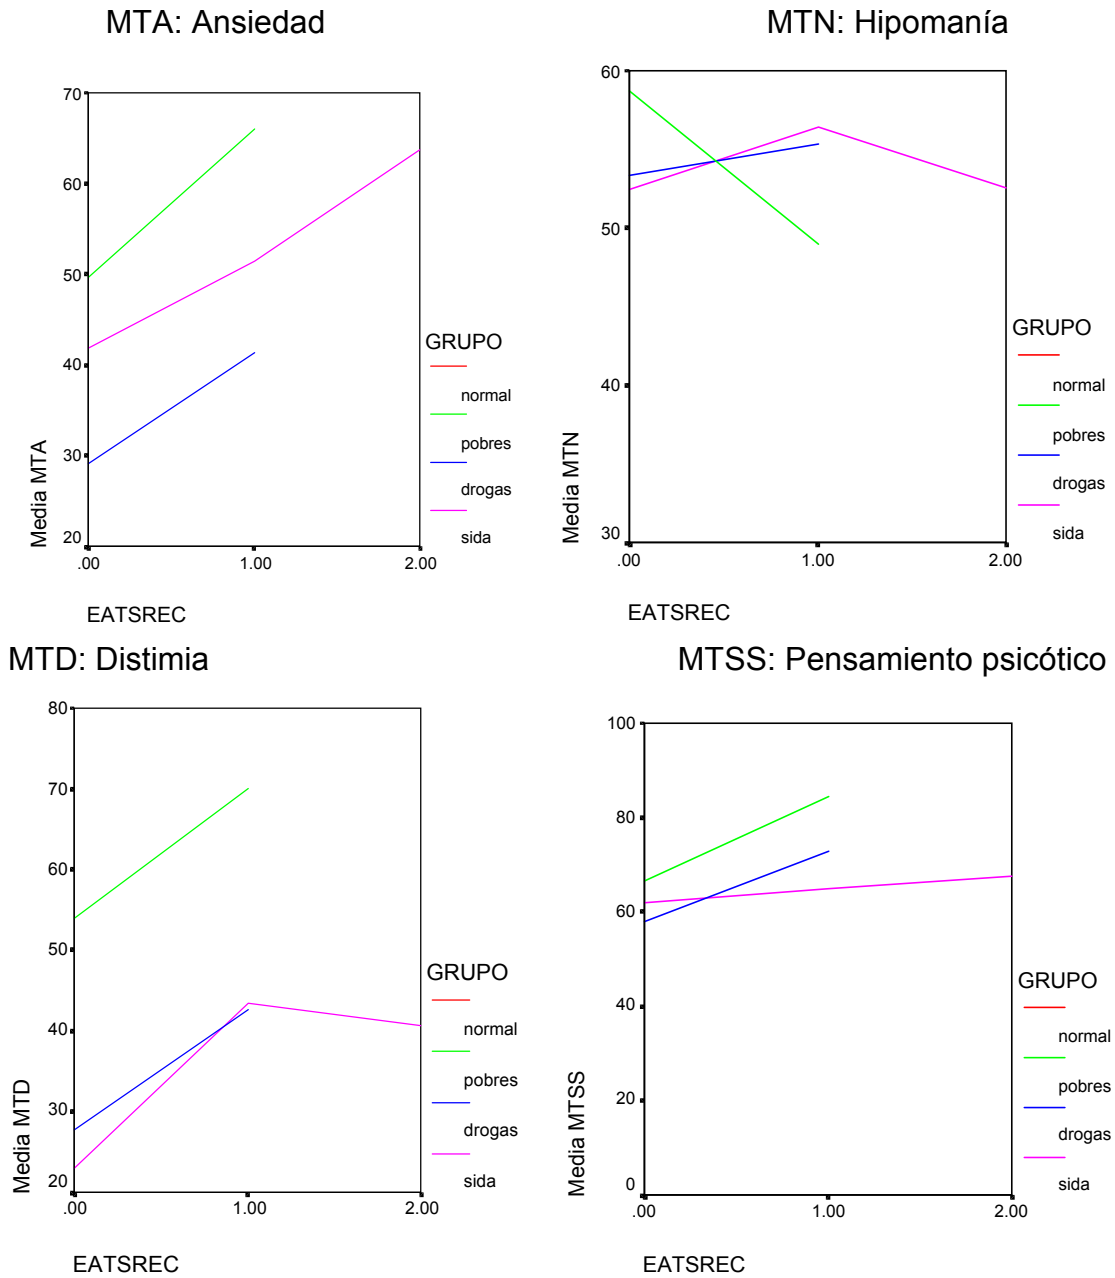 MTA: Ansiedad
70
60
50
40
30
20
.00 1.00 2.00
Media MTA
EATSREC
GRUPO
normal
pobres
drogas
sida
MTN: Hipomanía
60
50
40
30
.00 1.00 2.00
Media MTN
EATSREC
GRUPO
normal
pobres
drogas
sida
MTD: Distimia
80
70
60
50
40
30
20
.00 1.00 2.00
Media MTD
EATSREC
GRUPO
normal
pobres
drogas
sida
MTSS: Pensamiento psicótico
100
80
60
40
20
0
.00 1.00 2.00
Media MTSS
EATSREC
GRUPO
normal
pobres
drogas
sida